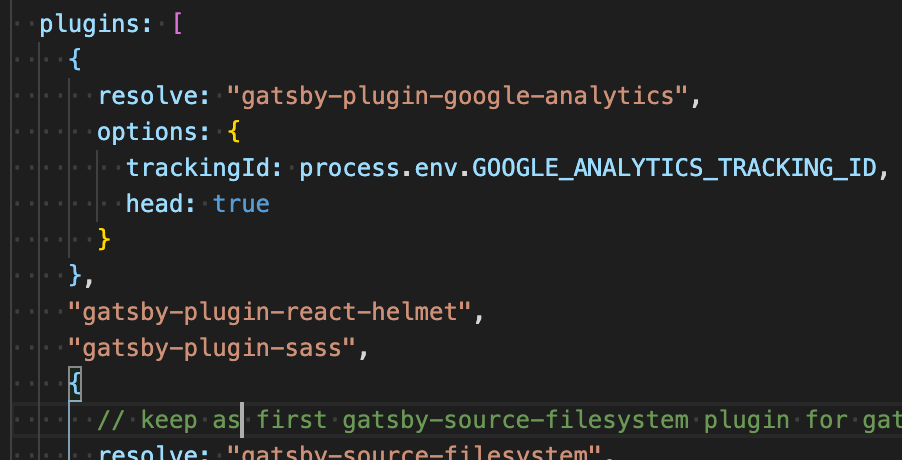 plugins: [
{
resolve: "gatsby-plugin-google-analytics",
options: {
trackingId: process.env.GOOGLE_ANALYTICS_TRACKING_ID,
head: true
}
},
"gatsby-plugin-react-helmet",
"gatsby-plugin-sass",
{
// keep as first gatsby-source-filesystem plugin for gat
resolve: "gatsby-source-filesystem",